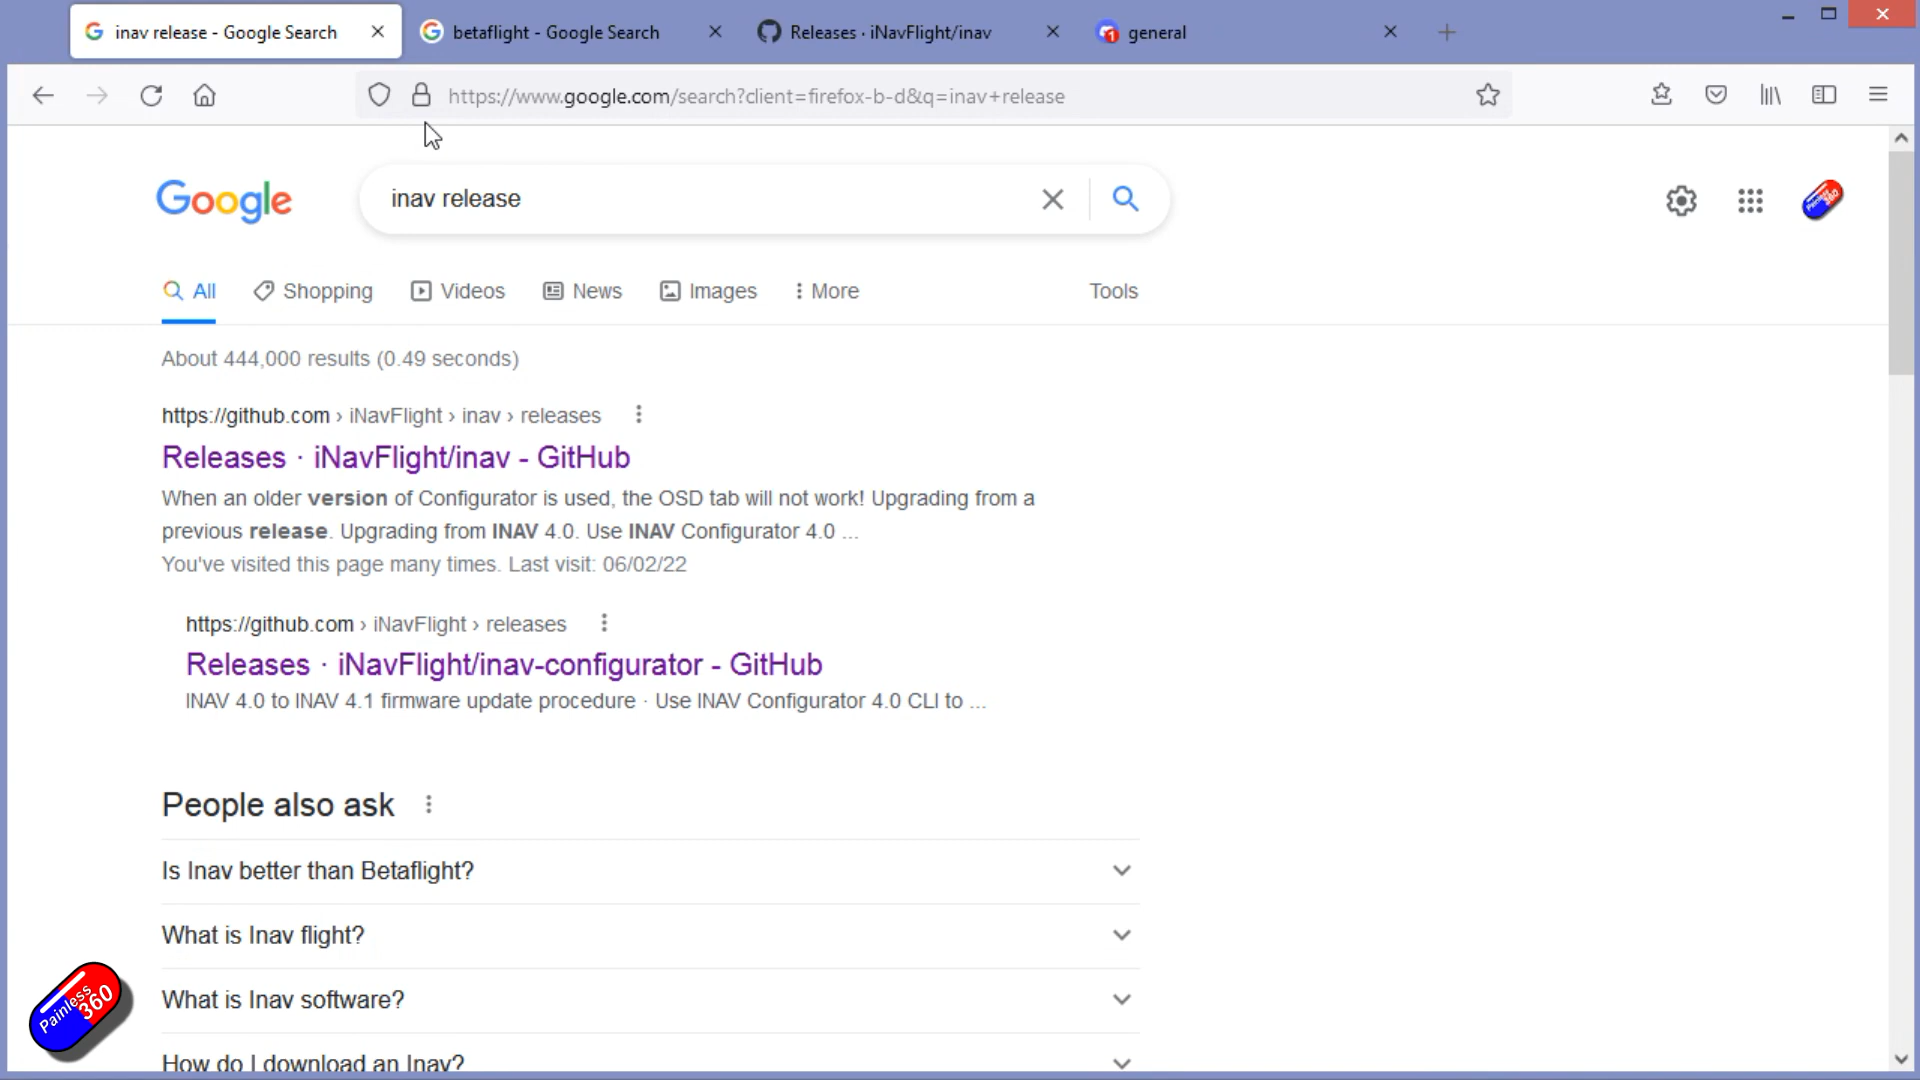 inav release - Google Search
betaflight - Google Search
Releases · iNavFlight/inav
1
general
https://www.google.com/search?client=firefox-b-d&q=inav+release
Google
inav release
Painless 360
All
Shopping
Videos
News
Images
More
Tools
About 444,000 results (0.49 seconds)
https://github.com › iNavFlight › inav › releases
Releases · iNavFlight/inav - GitHub
When an older version of Configurator is used, the OSD tab will not work! Upgrading from a
previous release. Upgrading from INAV 4.0. Use INAV Configurator 4.0 ...
You've visited this page many times. Last visit: 06/02/22
https://github.com › iNavFlight › releases
Releases · iNavFlight/inav-configurator - GitHub
INAV 4.0 to INAV 4.1 firmware update procedure · Use INAV Configurator 4.0 CLI to ...
People also ask
Is Inav better than Betaflight?
What is Inav flight?
What is Inav software?
How do I download an Inav?
Painless
360